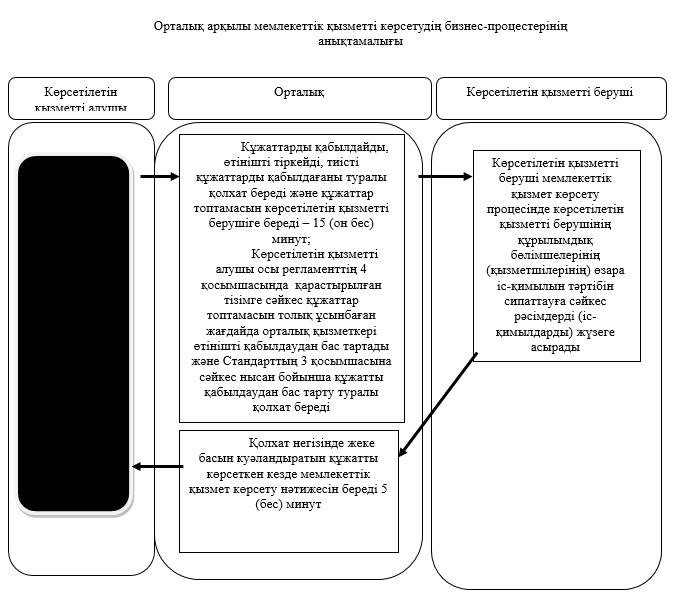 Орталық арқылы мемлекеттік қызметті көрсетудің бизнес-процестерінің
анықтамалығы
Көрсетілетін
қызметті алушы
Орталық
Көрсетілетін қызметті беруші
Құжаттарды қабылдайды,
өтінішті тіркейді, тиісті
құжаттарды қабылдағаны туралы
қолхат береді және құжаттар
топтамасын көрсетілетін қызметті
берушіге береді – 15 (он бес)
минут;
Көрсетілетін қызметті
алушы осы регламенттің 4
қосымшасында қарастырылған
тізімге сәйкес құжаттар
топтамасын толық ұсынбаған
жағдайда орталық қызметкері
өтінішті қабылдаудан бас тартады
және Стандарттың 3 қосымшасына
сәйкес нысан бойынша құжатты
қабылдаудан бас тарту туралы
қолхат береді
Көрсетілетін қызметті
беруші мемлекеттік
қызмет көрсету
процесінде көрсетілетін
қызметті берушінің
құрылымдық
бөлімшелерінің
(қызметшілерінің) өзара
іс-қимылын тәртібін
сипаттауға сәйкес
рәсімдерді (іс-
қимылдарды) жүзеге
асырады
Қолхат негізінде жеке
басын куәландыратын құжатты
көрсеткен кезде мемлекеттік
қызмет көрсету нәтижесін береді 5
(бес) минут